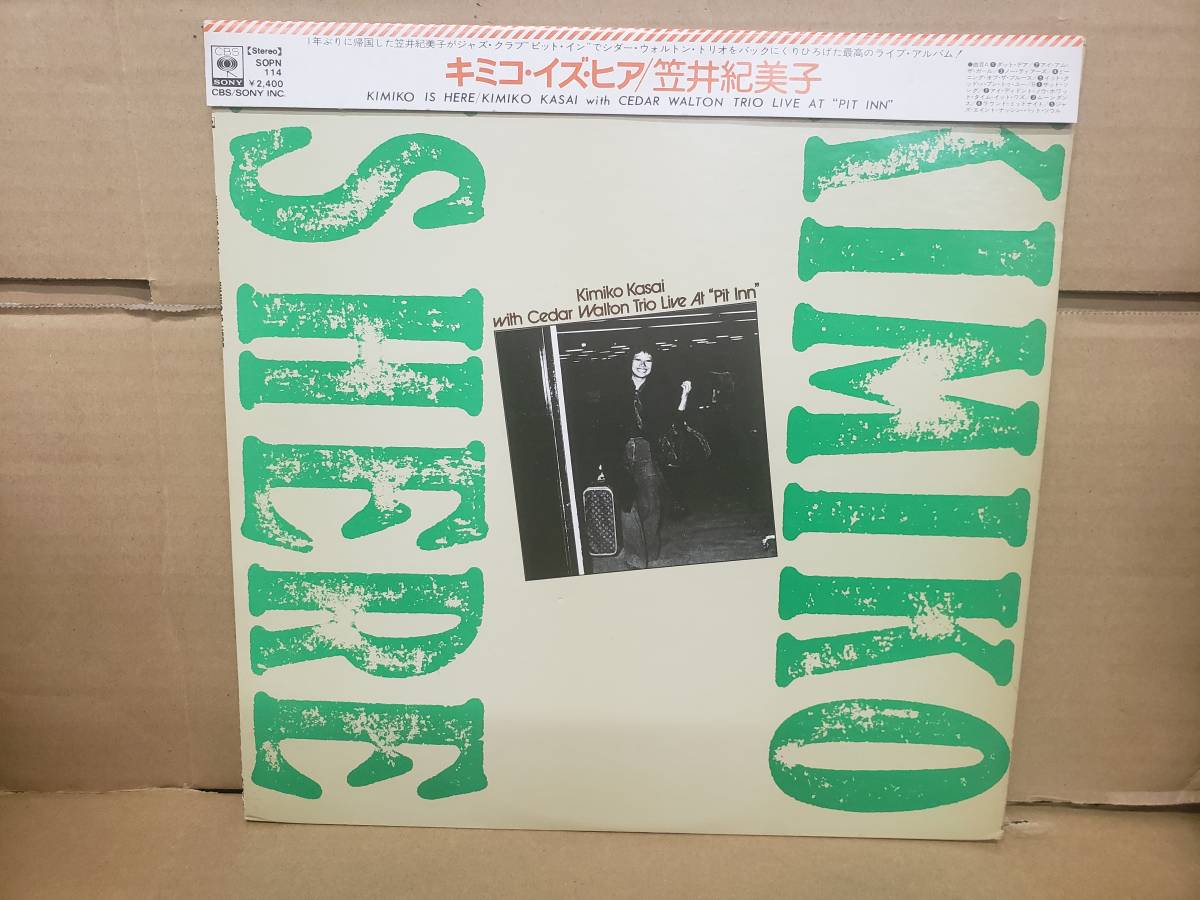 CBS
SONY
【Stereo】
SOPN
114
¥2,400
CBS/SONY INC.
1年ぶりに帰国した笠井紀美子がジャズ・クラブ“ピット・イン”でシダー・ウォルトン・トリオをバックにくりひろげた最高のライブ・アルバム!
キミコ・イズ・ヒア/笠井紀美子
KIMIKO IS HERE/KIMIKO KASAI with CEDAR WALTON TRIO LIVE AT "PIT INN"
KIMIKO
IS HERE
Kimiko Kasai
with Cedar Walton Trio Live At "Pit Inn"